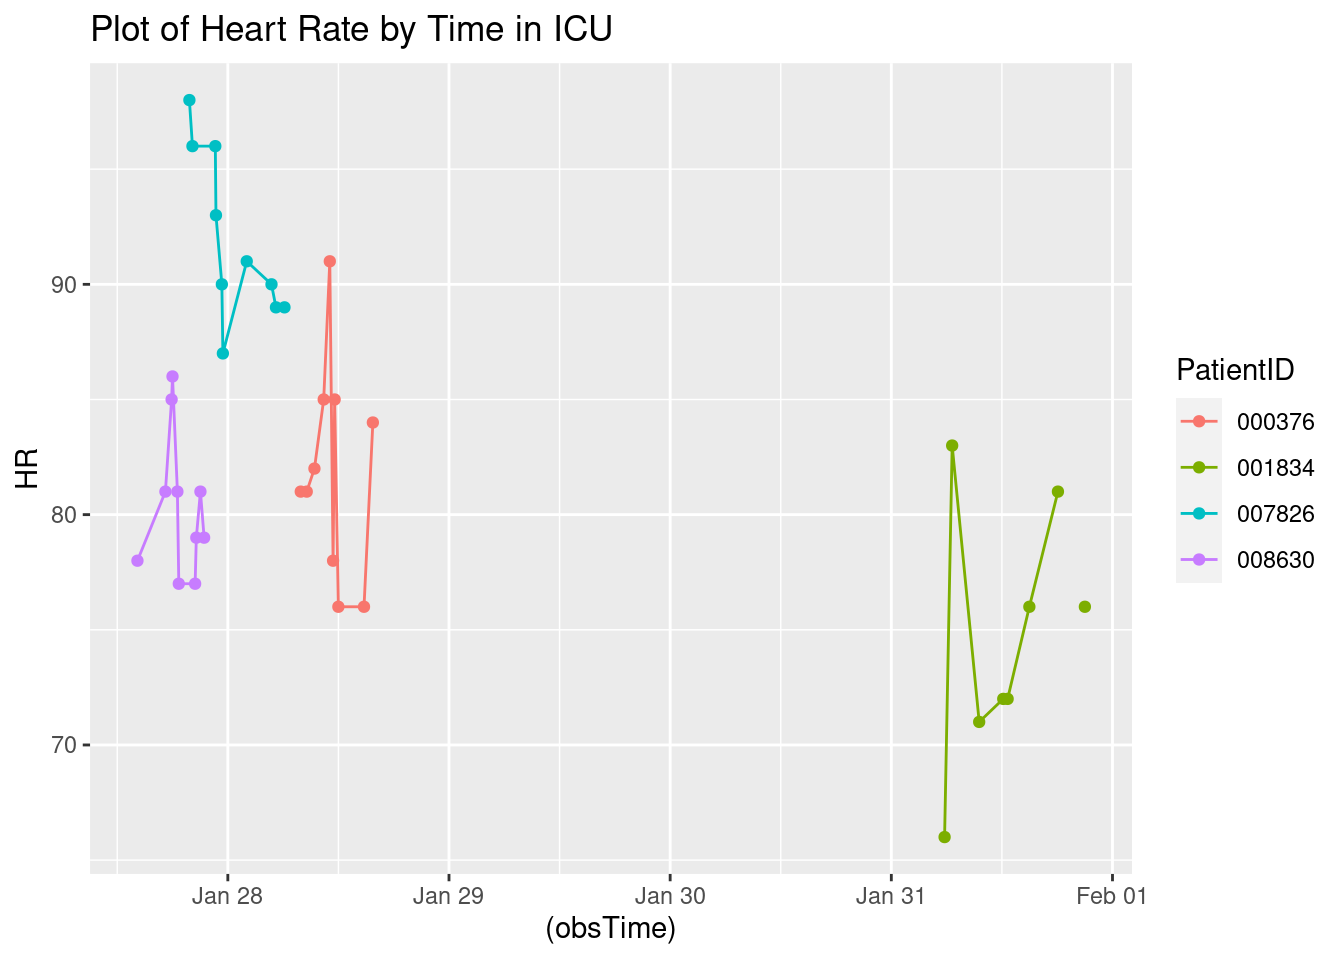 Plot of Heart Rate by Time in ICU
HR
90
80
70
Jan 28
Jan 29
Jan 30
Jan 31
Feb 01
(obsTime)
PatientID
000376
001834
007826
008630